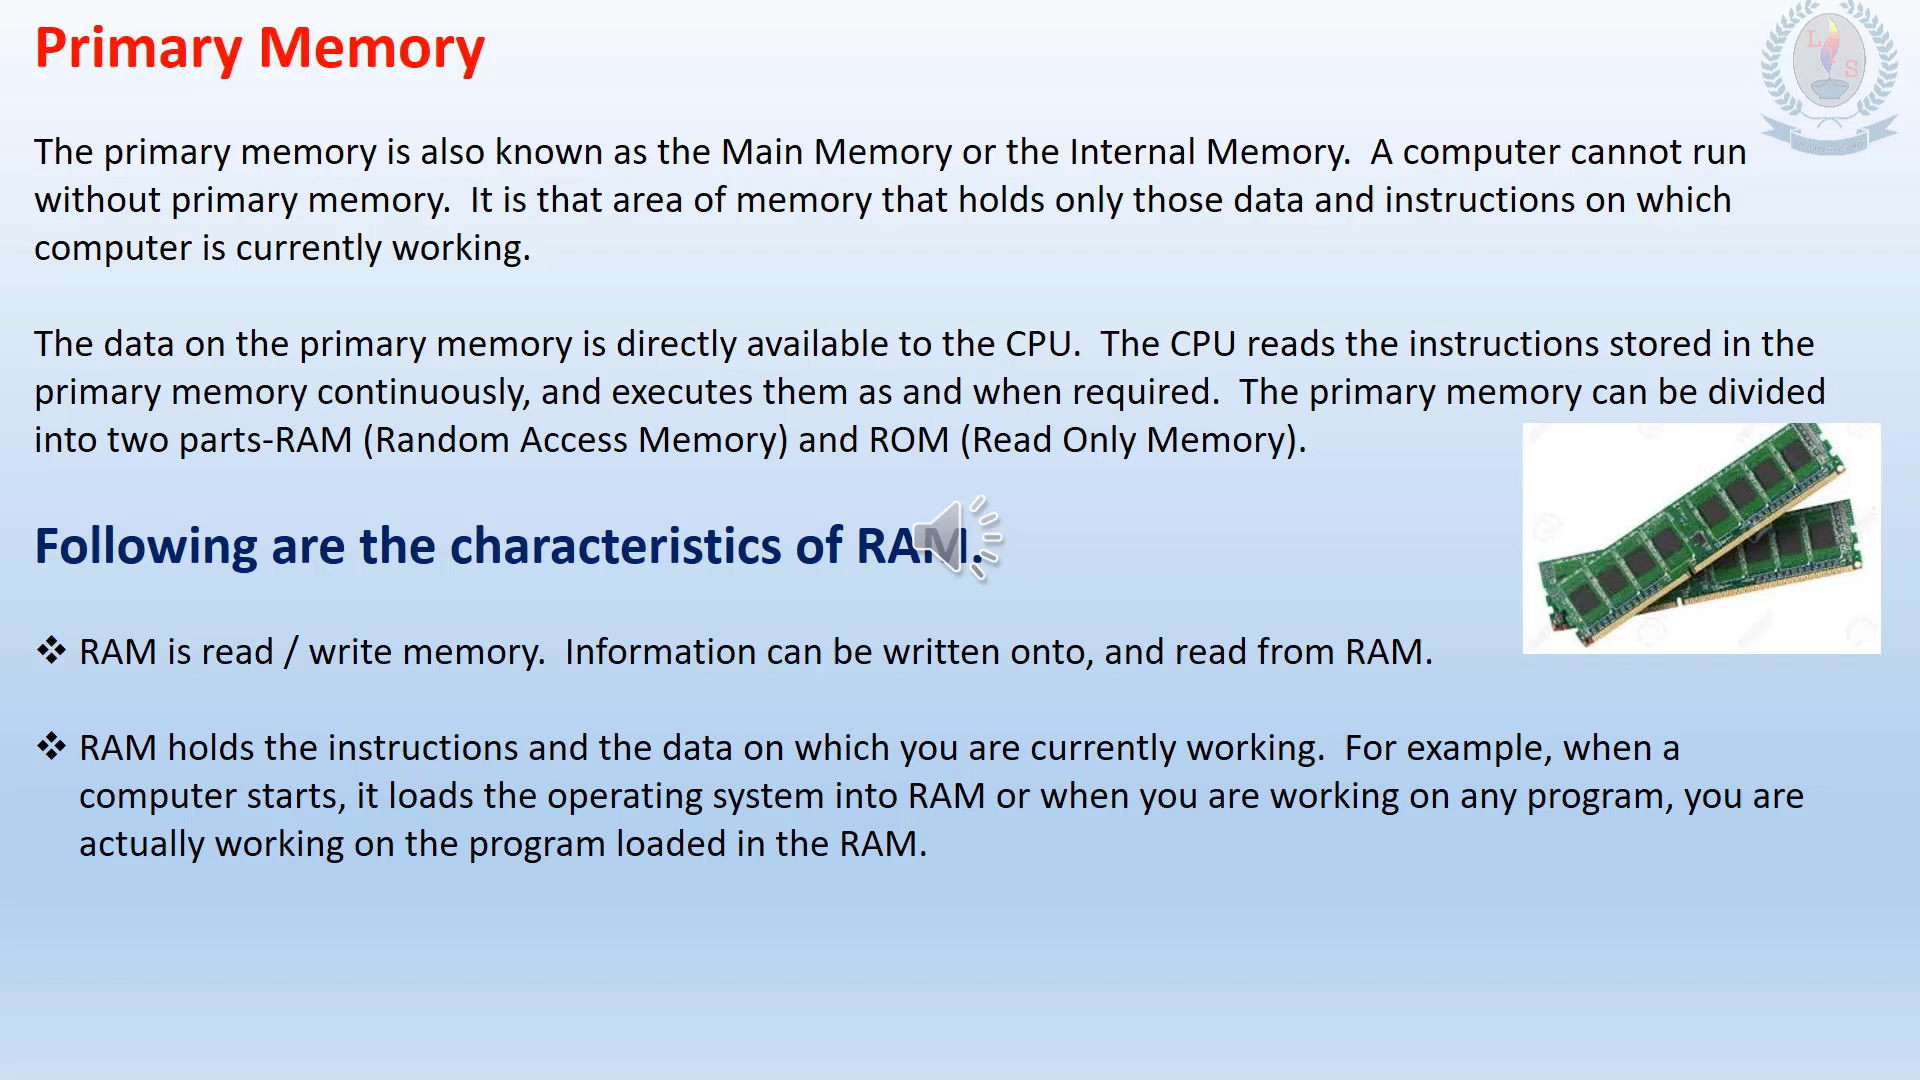 Primary Memory
L
S
The primary memory is also known as the Main Memory or the Internal Memory.  A computer cannot run
without primary memory.  It is that area of memory that holds only those data and instructions on which
computer is currently working.
The data on the primary memory is directly available to the CPU.  The CPU reads the instructions stored in the
primary memory continuously, and executes them as and when required.  The primary memory can be divided
into two parts-RAM (Random Access Memory) and ROM (Read Only Memory).
Following are the characteristics of RAM.
❖ RAM is read / write memory.  Information can be written onto, and read from RAM.
❖ RAM holds the instructions and the data on which you are currently working.  For example, when a
computer starts, it loads the operating system into RAM or when you are working on any program, you are
actually working on the program loaded in the RAM.